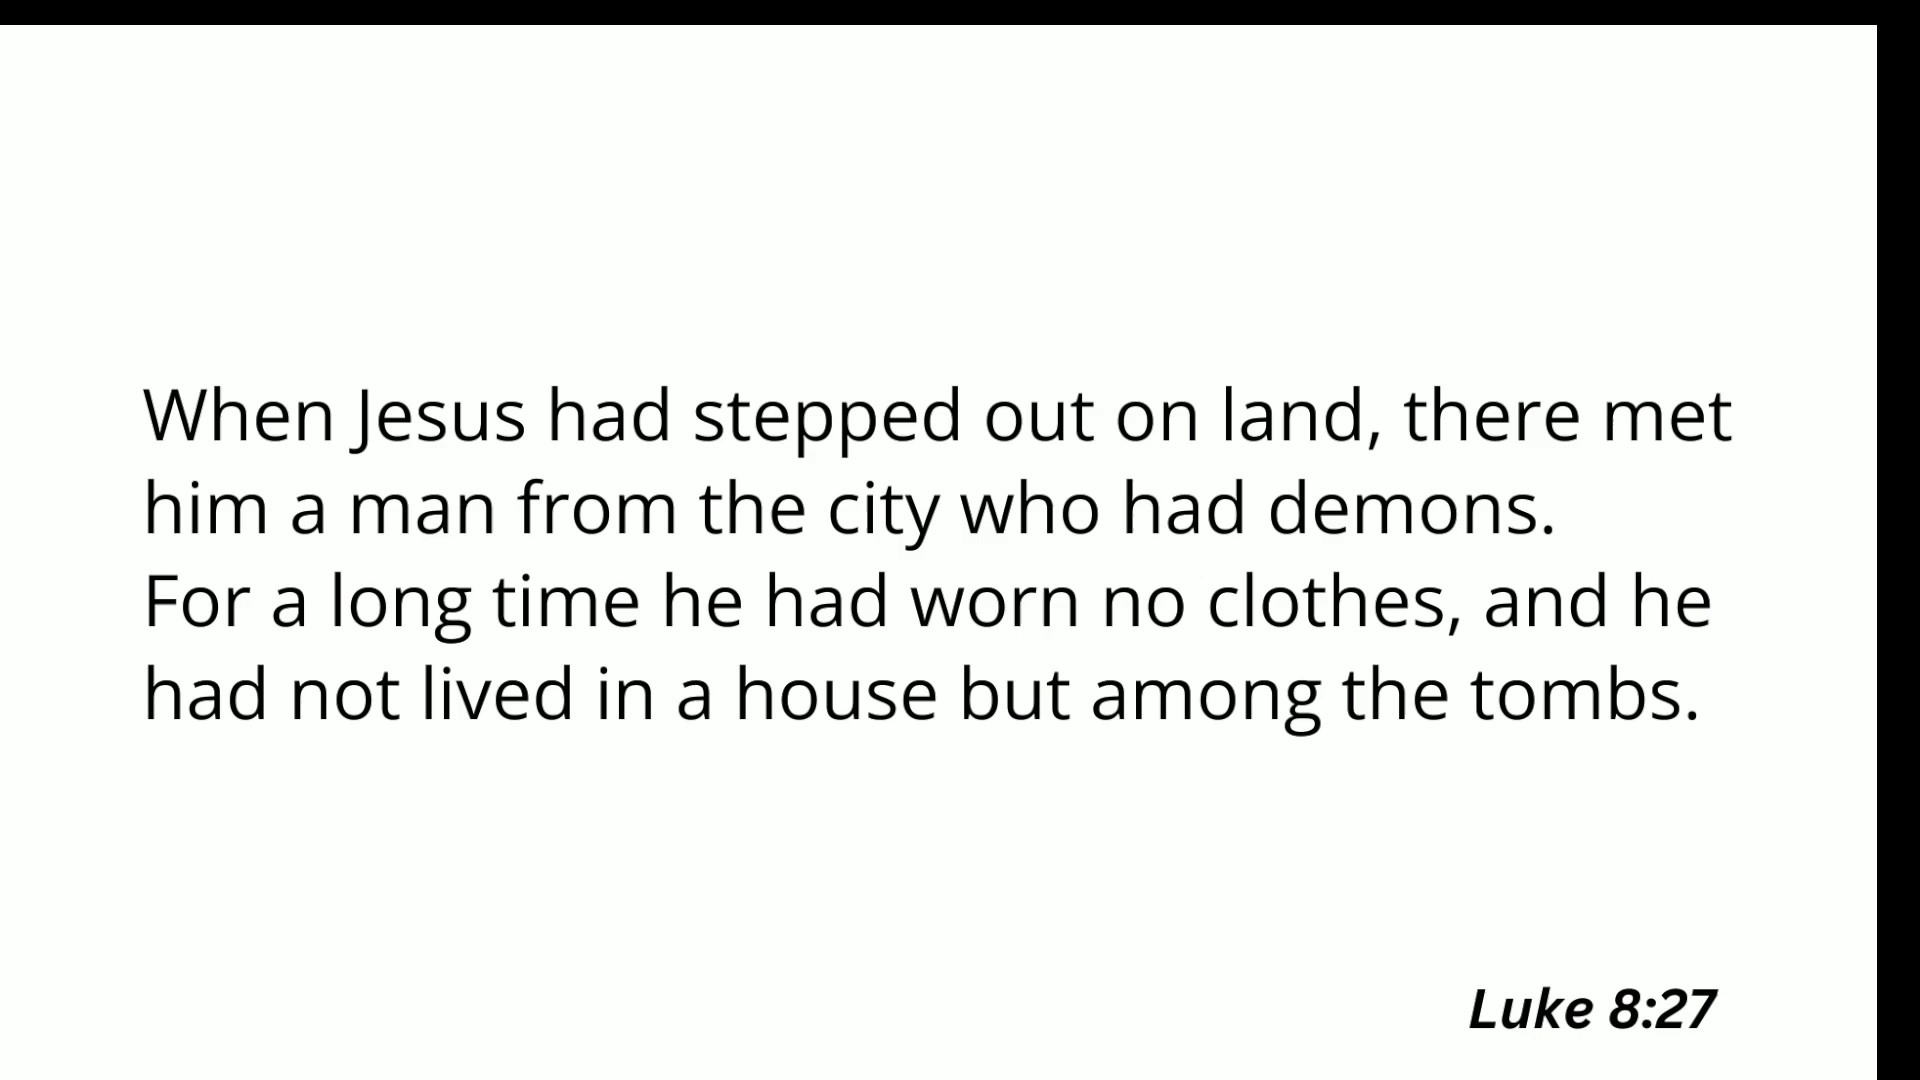 When Jesus had stepped out on land, there met
him a man from the city who had demons.
For a long time he had worn no clothes, and he
had not lived in a house but among the tombs.
Luke 8:27